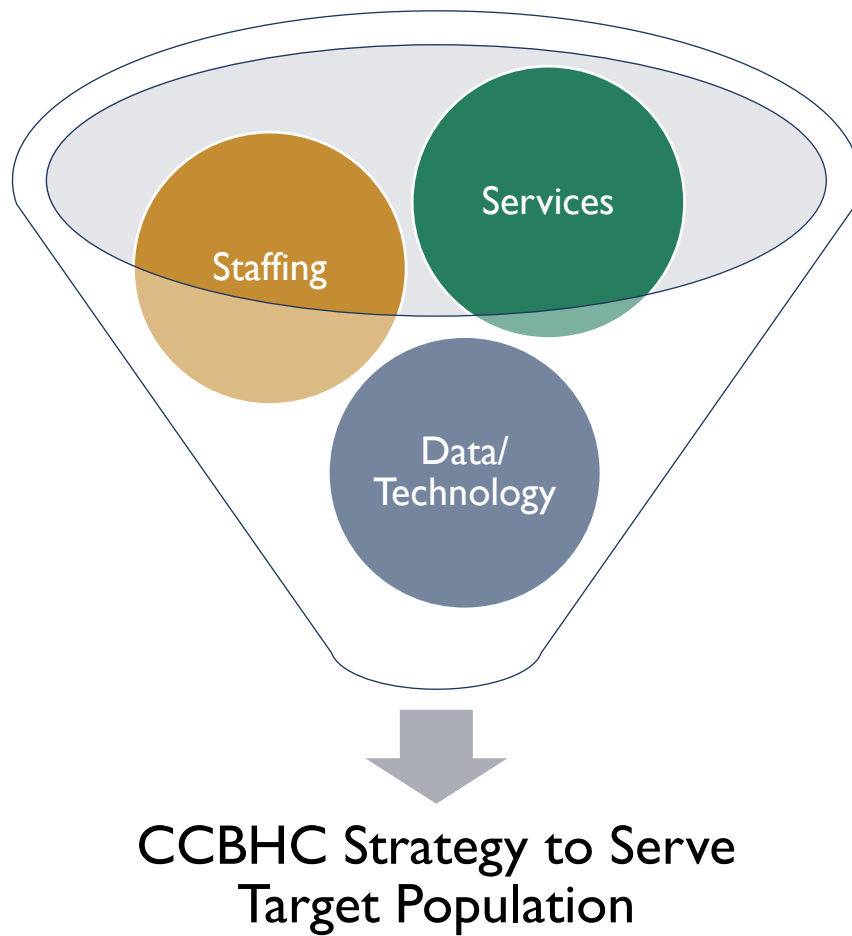 Services
Staffing
Data/
Technology
CCBHC Strategy to Serve
Target Population